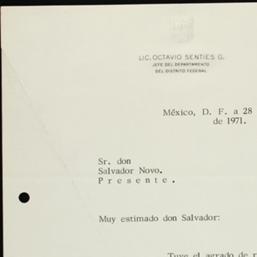 LIC. OCTAVIO SENTIES G.
JEFE DEL DEPARTAMENTO
DEL DISTRITO FEDERAL
México, D. F. a 28
de 1971.
Sr. don
Salvador Novo.
P r e s e n t e .
Muy estimado don Salvador:
Tuve el agrado de r